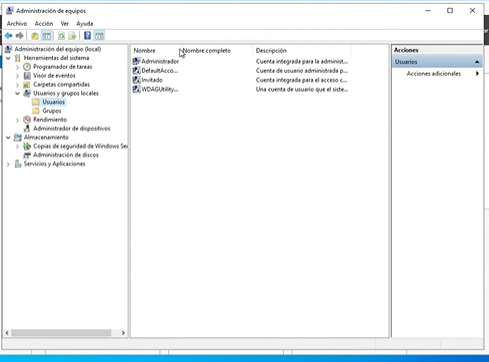 Administración de equipos
Archivo Acción Ver Ayuda
Administración del equipo (local)
Herramientas del sistema
Programador de tareas
Visor de eventos
Carpetas compartidas
Usuarios y grupos locales
Usuarios
Grupos
Rendimiento
Administrador de dispositivos
Almacenamiento
Copias de seguridad de Windows Ser
Administración de discos
Servicios y Aplicaciones
Nombre Nombre completo Descripción
Administrador Cuenta integrada para la administ...
DefaultAcco... Cuenta de usuario administrada p...
Invitado Cuenta integrada para el acceso c...
WDAGUtility... Una cuenta de usuario que el siste...
Acciones
Usuarios
Acciones adicionales